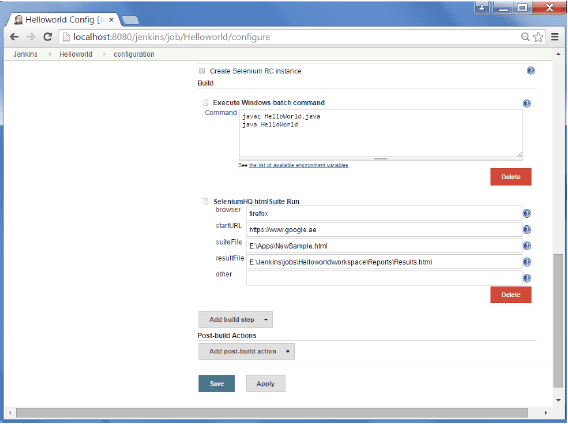 Helloworld Config [Je
localhost:8080/jenkins/job/Helloworld/configure
Jenkins Helloworld configuration
Create Selenium RC instance
Build
Execute Windows batch command
Command
javac HelloWorld.java
java HelloWorld
See the list of available environment variables
Delete
SeleniumHQ htmlSuite Run
browser firefox
startURL https://www.google.ae
suiteFile E:\Apps\NewSample.html
resultFile E:\Jenkins\jobs\Helloworld\workspace\Reports\Results.html
other
Delete
Add build step
Post-build Actions
Add post-build action
Save Apply